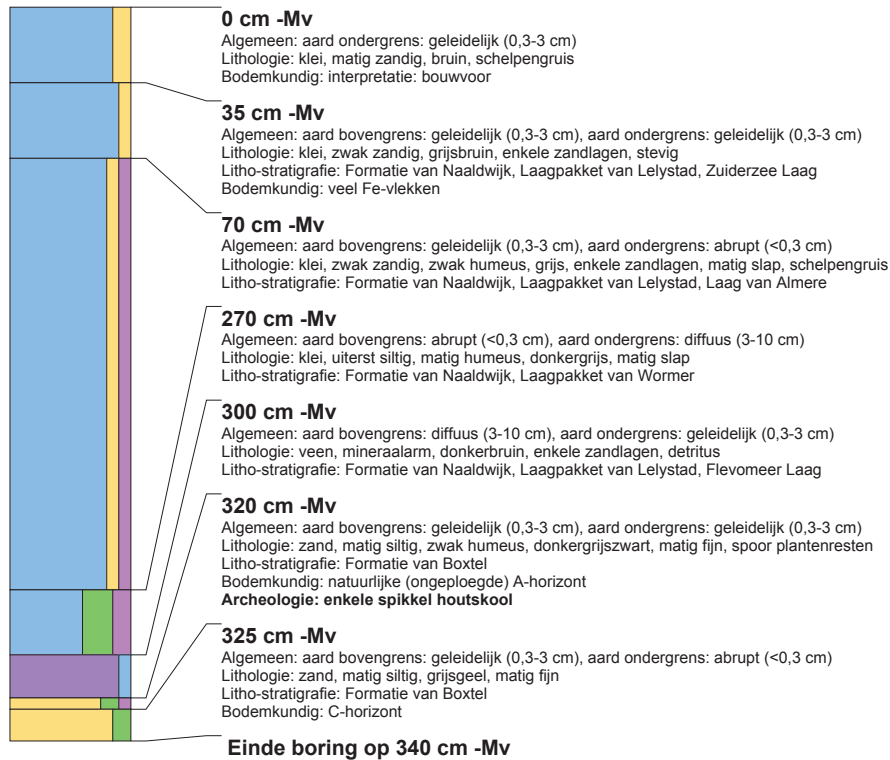 0 cm -Mv
Algemeen: aard ondergrens: geleidelijk (0,3-3 cm)
Lithologie: klei, matig zandig, bruin, schelpengruis
Bodemkundig: interpretatie: bouwvoor
35 cm -Mv
Algemeen: aard bovengrens: geleidelijk (0,3-3 cm), aard ondergrens: geleidelijk (0,3-3 cm)
Lithologie: klei, zwak zandig, grijsbruin, enkele zandlagen, stevig
Litho-stratigrafie: Formatie van Naaldwijk, Laagpakket van Lelystad, Zuiderzee Laag
Bodemkundig: veel Fe-vlekken
70 cm -Mv
Algemeen: aard bovengrens: geleidelijk (0,3-3 cm), aard ondergrens: abrupt (<0,3 cm)
Lithologie: klei, zwak zandig, zwak humeus, grijs, enkele zandlagen, matig slap, schelpengruis
Litho-stratigrafie: Formatie van Naaldwijk, Laagpakket van Lelystad, Laag van Almere
270 cm -Mv
Algemeen: aard bovengrens: abrupt (<0,3 cm), aard ondergrens: diffuus (3-10 cm)
Lithologie: klei, uiterst siltig, matig humeus, donkergrijs, matig slap
Litho-stratigrafie: Formatie van Naaldwijk, Laagpakket van Wormer
300 cm -Mv
Algemeen: aard bovengrens: diffuus (3-10 cm), aard ondergrens: geleidelijk (0,3-3 cm)
Lithologie: veen, mineraalarm, donkerbruin, enkele zandlagen, detritus
Litho-stratigrafie: Formatie van Naaldwijk, Laagpakket van Lelystad, Flevomeer Laag
320 cm -Mv
Algemeen: aard bovengrens: geleidelijk (0,3-3 cm), aard ondergrens: geleidelijk (0,3-3 cm)
Lithologie: zand, matig siltig, zwak humeus, donkergrijszwart, matig fijn, spoor plantenresten
Litho-stratigrafie: Formatie van Boxtel
Bodemkundig: natuurlijke (ongeploegde) A-horizont
Archeologie: enkele spikkel houtskool
325 cm -Mv
Algemeen: aard bovengrens: geleidelijk (0,3-3 cm), aard ondergrens: abrupt (<0,3 cm)
Lithologie: zand, matig siltig, grijsgeel, matig fijn
Litho-stratigrafie: Formatie van Boxtel
Bodemkundig: C-horizont
Einde boring op 340 cm -Mv